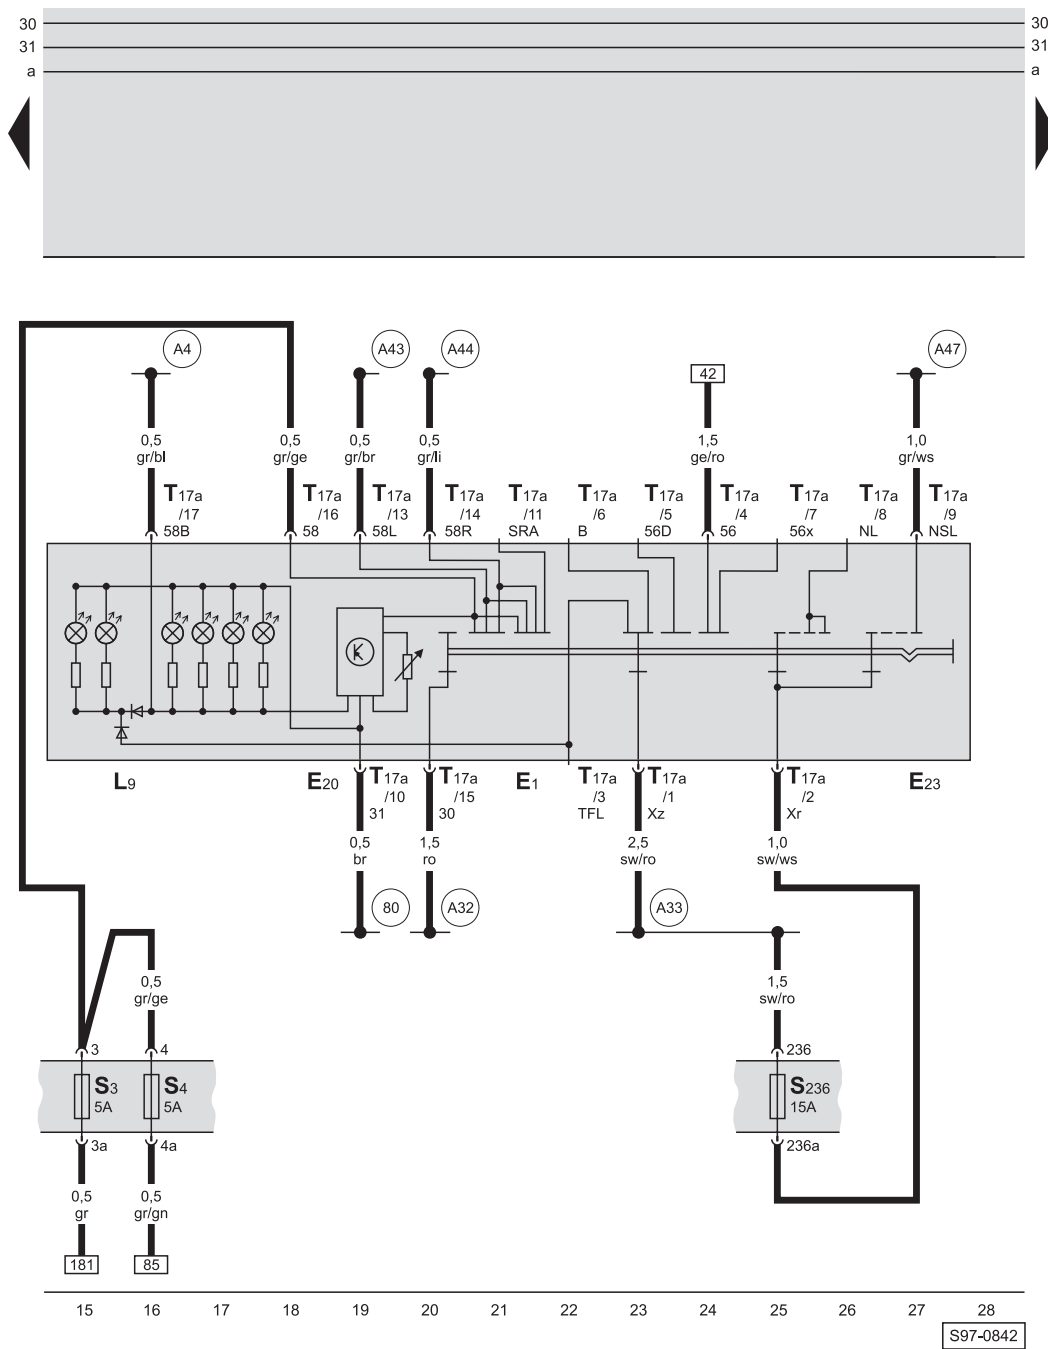 30 30
31 31
a a
A4 A43 A44 A47
42
0,5 0,5 0,5 0,5 1,5 1,0
gr/bl gr/ge gr/br gr/li ge/ro gr/ws
T17a T17a T17a T17a T17a T17a T17a T17a T17a T17a T17a
/17 /16 /13 /14 /11 /6 /5 /4 /7 /8 /9
58B 58 58L 58R SRA B 56D 56 56x NL NSL
L9 E20 T17a T17a E1 T17a T17a T17a E23
/10 /15 /3 /1 /2
31 30 TFL Xz Xr
0,5 1,5 2,5 1,0
br ro sw/ro sw/ws
80 A32 A33
0,5 1,5
gr/ge sw/ro
3 4 236
S3 S4 S236
5A 5A 15A
3a 4a 236a
0,5 0,5
gr gr/gn
181 85
15 16 17 18 19 20 21 22 23 24 25 26 27 28
S97-0842